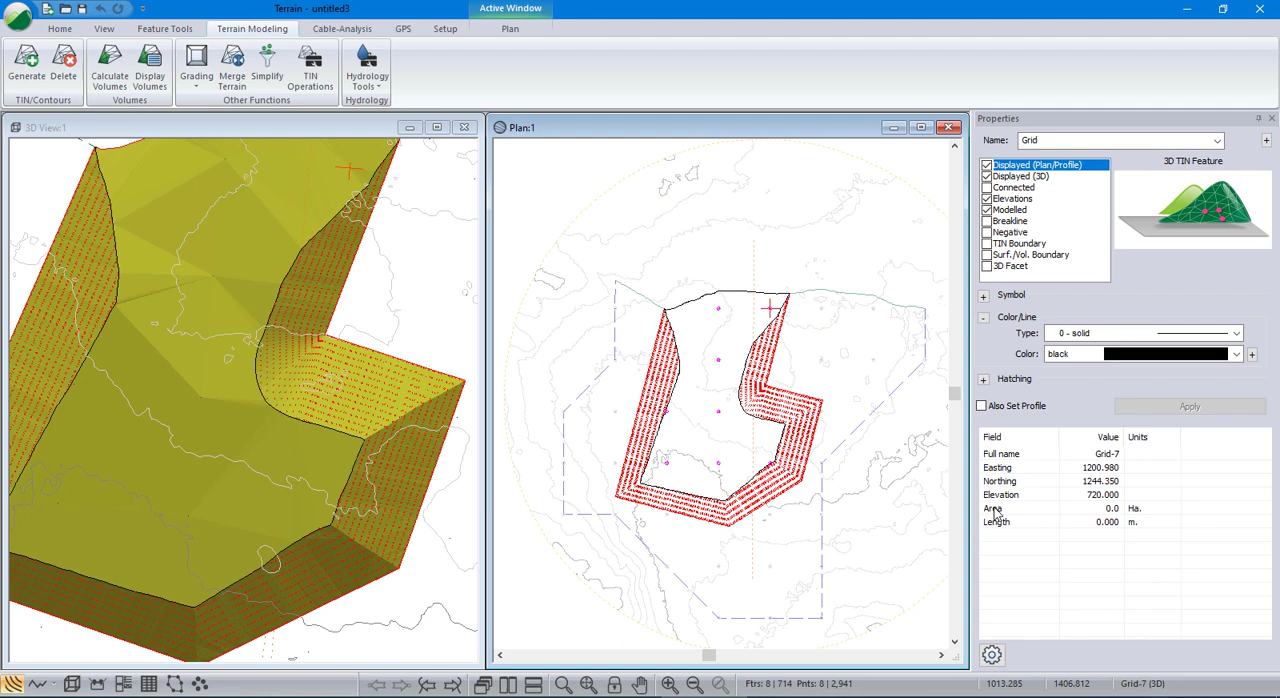 Terrain - untitled3
Active Window
Home
View
Feature Tools
Terrain Modeling
Cable-Analysis
GPS
Setup
Plan
Generate
Delete
Calculate Volumes
Display Volumes
Grading
Merge Terrain
Simplify
TIN Operations
Hydrology Tools
TIN/Contours
Volumes
Other Functions
Hydrology
3D View:1
Plan:1
Properties
Name:
Grid
3D TIN Feature
Displayed (Plan/Profile)
Displayed (3D)
Connected
Elevations
Modelled
Breakline
Negative
TIN Boundary
Surf./Vol. Boundary
3D Facet
+ Symbol
- Color/Line
Type: 0 - solid
Color: black
+ Hatching
Also Set Profile
Apply
Field Value Units
Full name Grid-7
Easting 1200.980
Northing 1244.350
Elevation 720.000
Area 0.0 Ha.
Length 0.000 m.
Ftrs: 8 | 714 Pnts: 8 | 2,941
1013.285
1406.812
Grid-7 (3D)